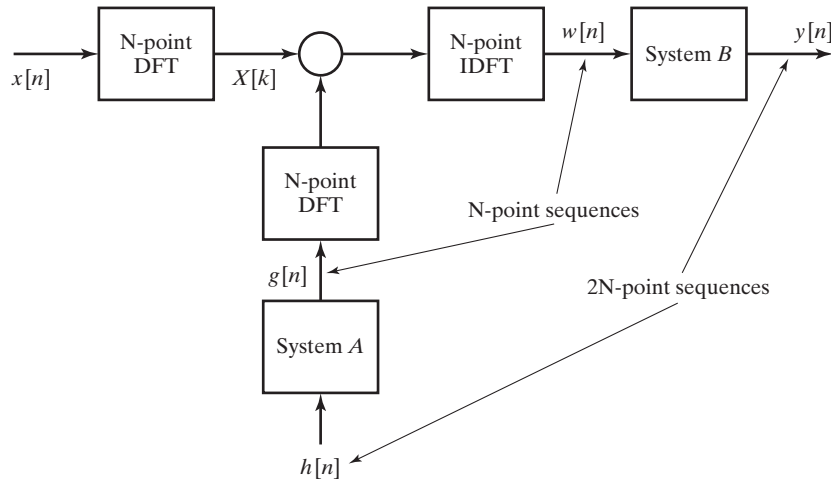 N-point
DFT
N-point
IDFT
System B
x[n]
X[k]
w[n]
y[n]
N-point
DFT
N-point sequences
g[n]
2N-point sequences
System A
h[n]